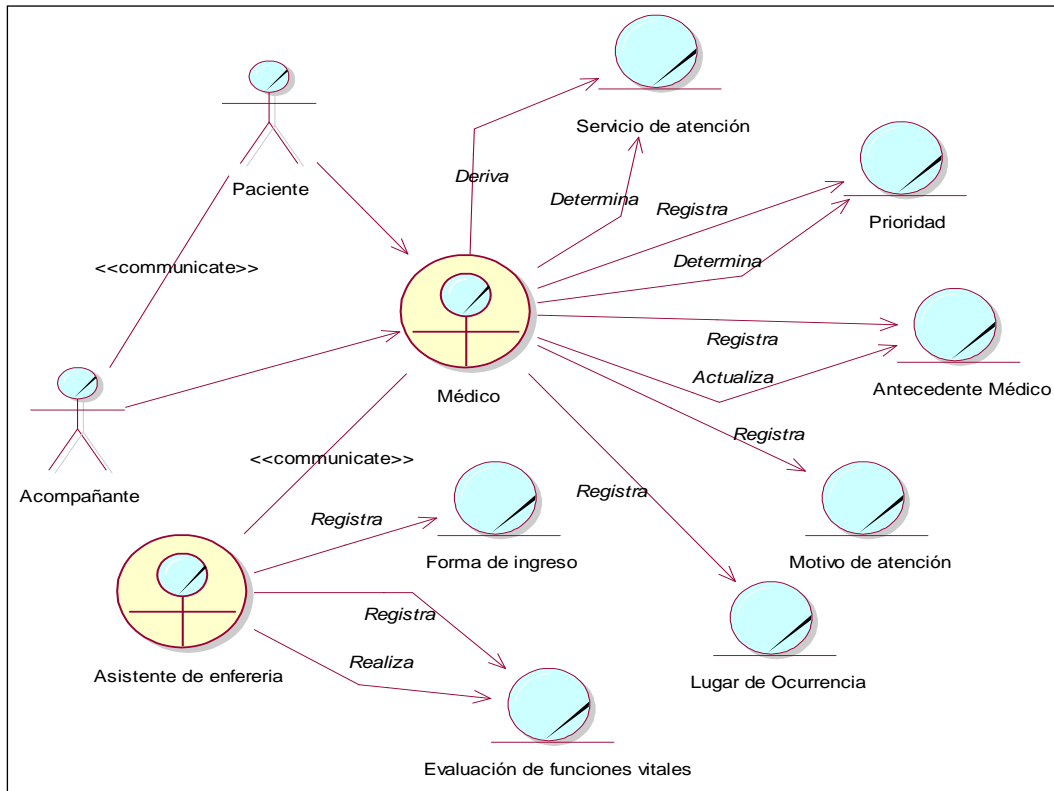 Servicio de atención
Paciente
Deriva
Determina
Registra
Prioridad
Determina
<<communicate>>
Registra
Médico
Actualiza
Antecedente Médico
Registra
<<communicate>>
Acompañante
Registra
Registra
Forma de ingreso
Motivo de atención
Registra
Realiza
Asistente de enfereria
Lugar de Ocurrencia
Evaluación de funciones vitales